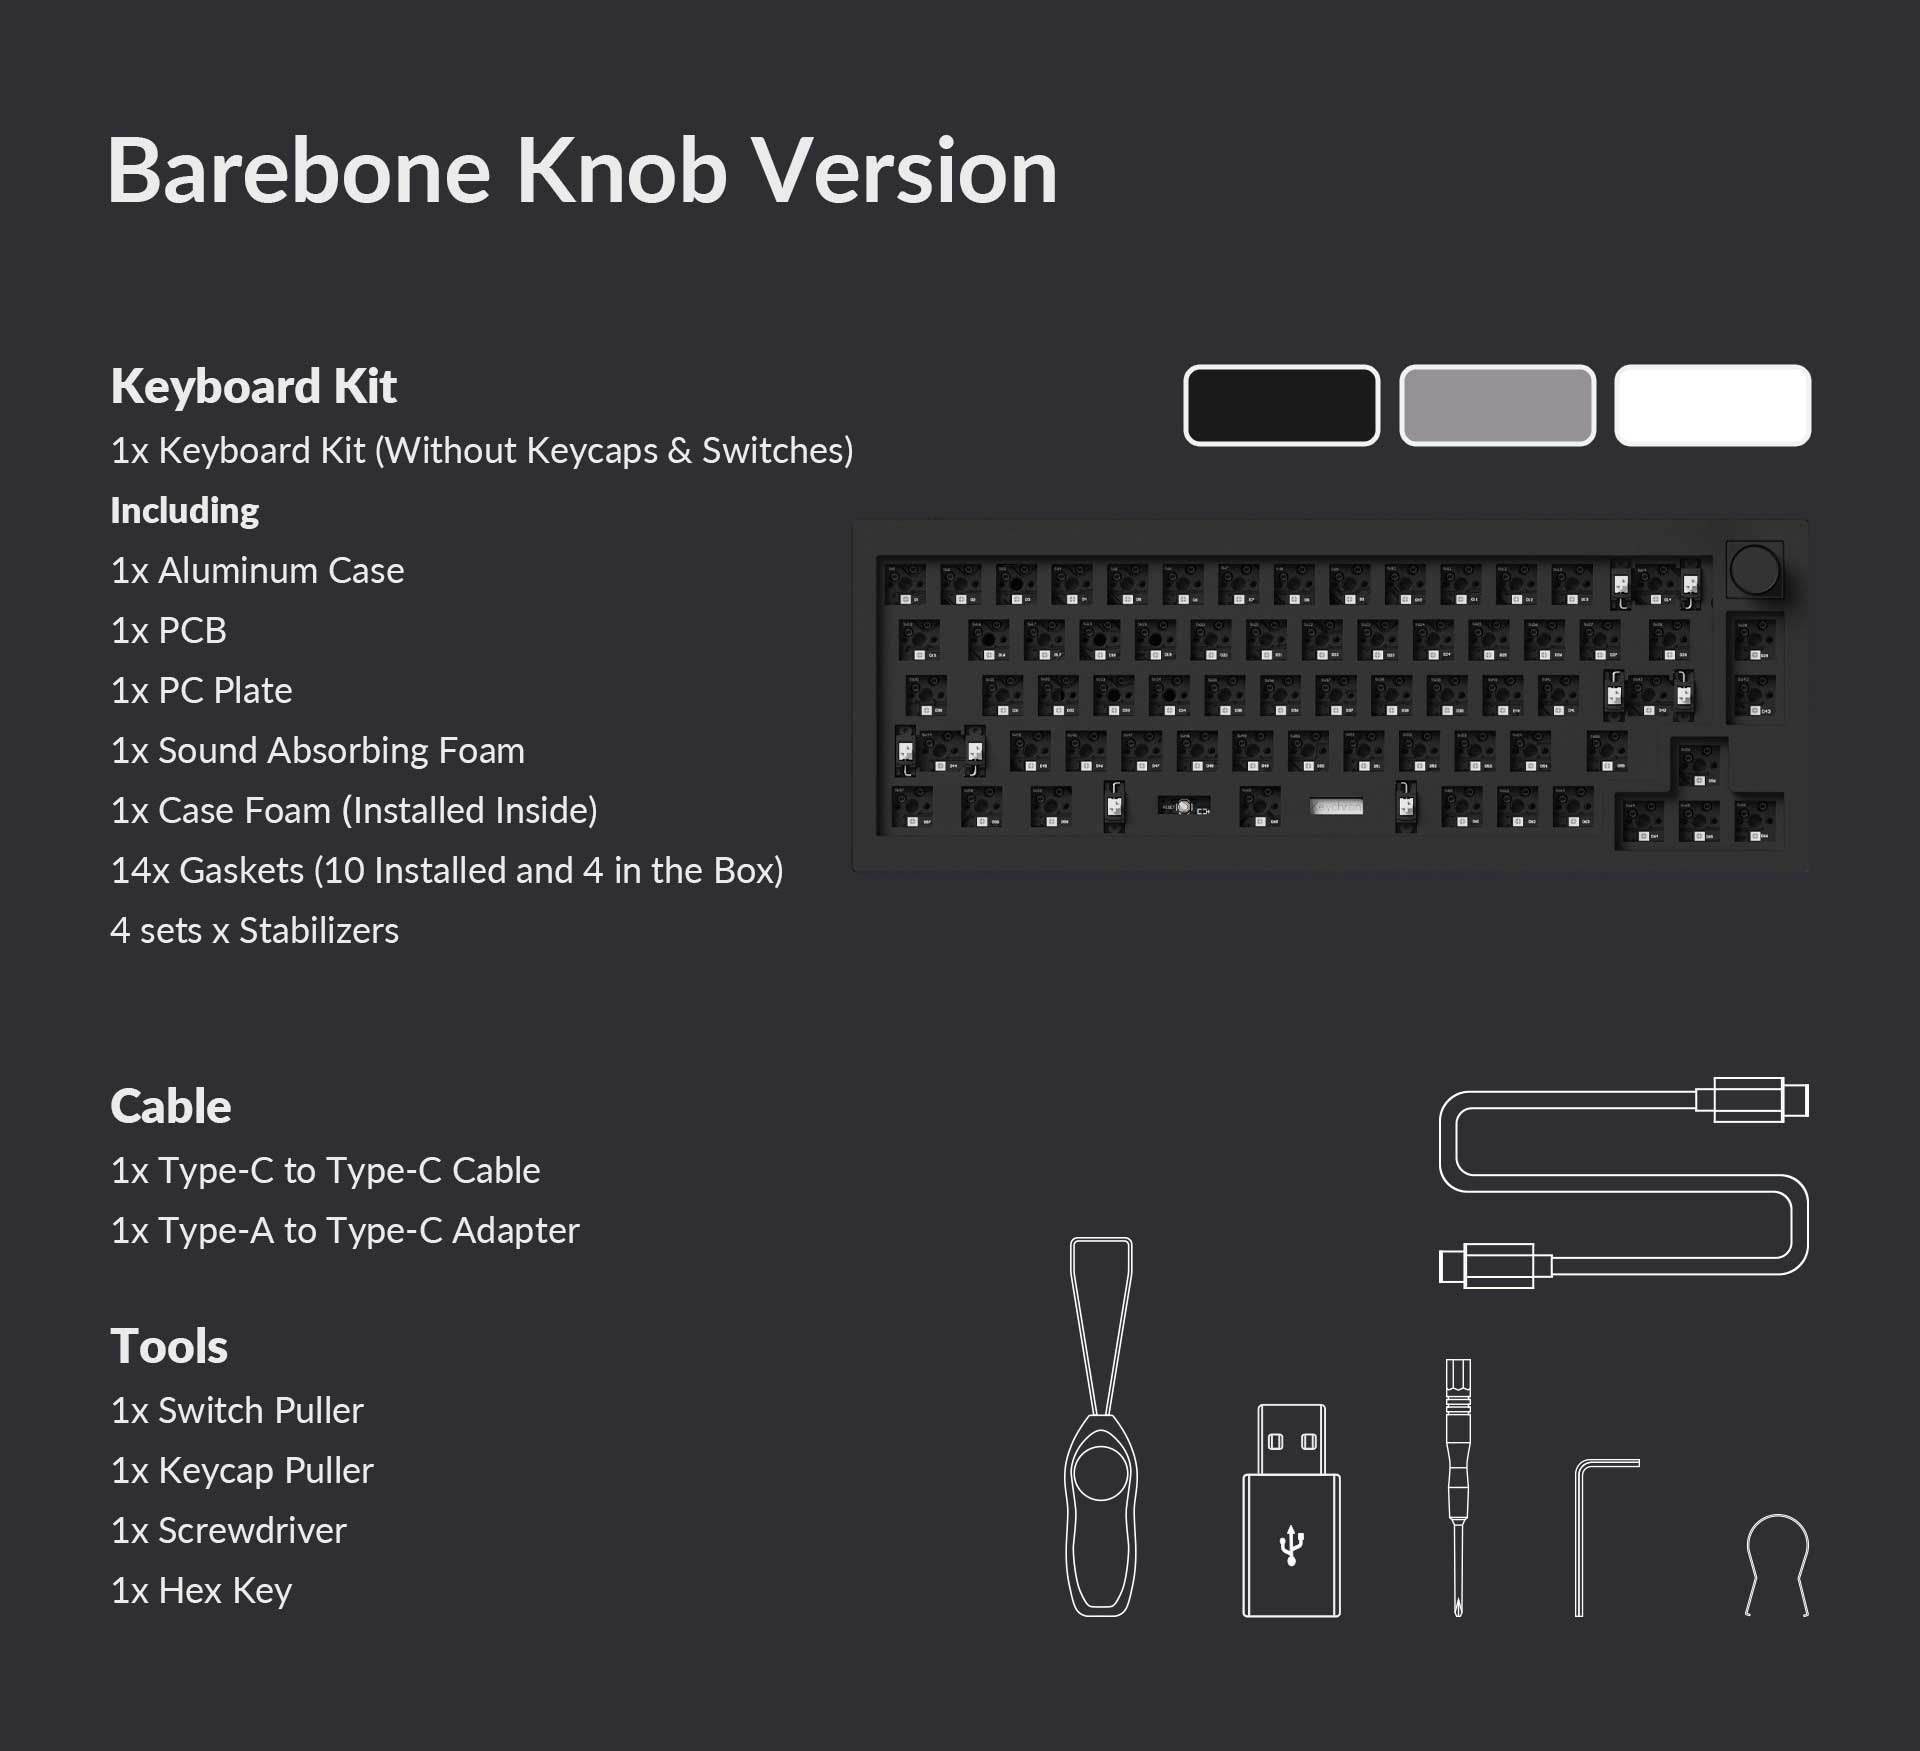 Barebone Knob Version
Keyboard Kit
1x Keyboard Kit (Without Keycaps & Switches)
Including
1x Aluminum Case
1x PCB
1x PC Plate
1x Sound Absorbing Foam
1x Case Foam (Installed Inside)
14x Gaskets (10 Installed and 4 in the Box)
4 sets x Stabilizers
RESET
Keychron
Cable
1x Type-C to Type-C Cable
1x Type-A to Type-C Adapter
Tools
1x Switch Puller
1x Keycap Puller
1x Screwdriver
1x Hex Key